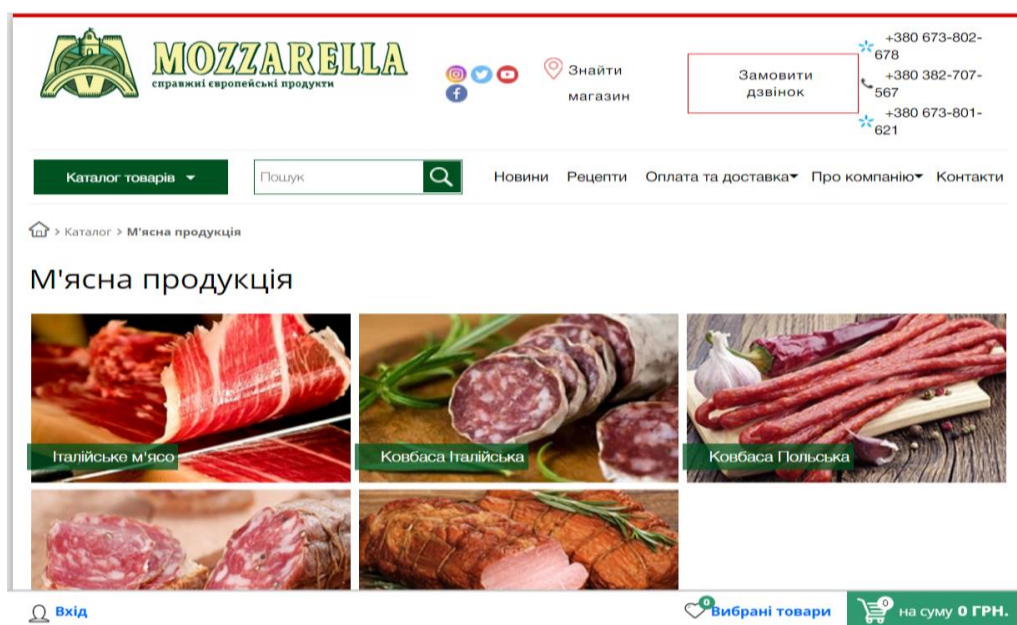 MOZZARELLA
справжні європейські продукти
Знайти
магазин
Замовити
дзвінок
+380 673-802-
678
+380 382-707-
567
+380 673-801-
621
Каталог товарів
Пошук
Новини Рецепти Оплата та доставка Про компанію Контакти
> Каталог > М'ясна продукція
М'ясна продукція
Італійське м'ясо
Ковбаса Італійська
Ковбаса Польська
Вхід
0
Вибрані товари
0
на суму 0 ГРН.